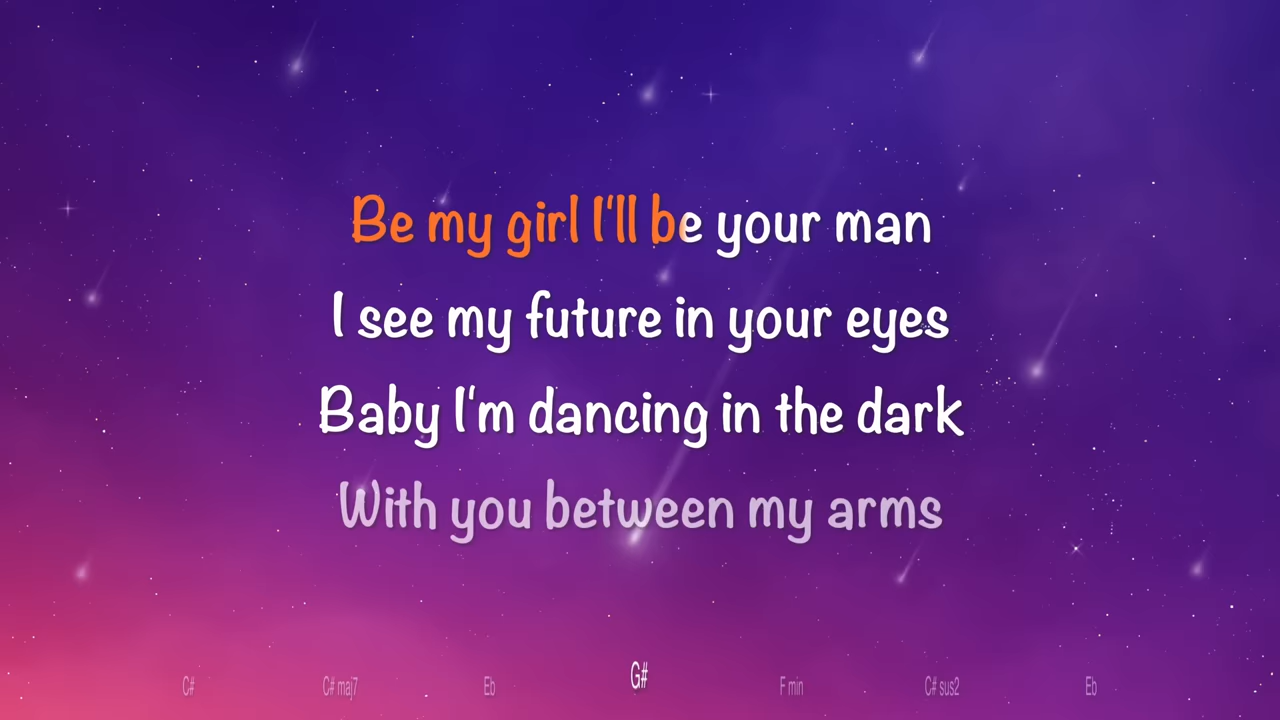 Be my girl I'll be your man
I see my future in your eyes
Baby I'm dancing in the dark
With you between my arms
C# C# maj7 Eb G# F min C# sus2 Eb